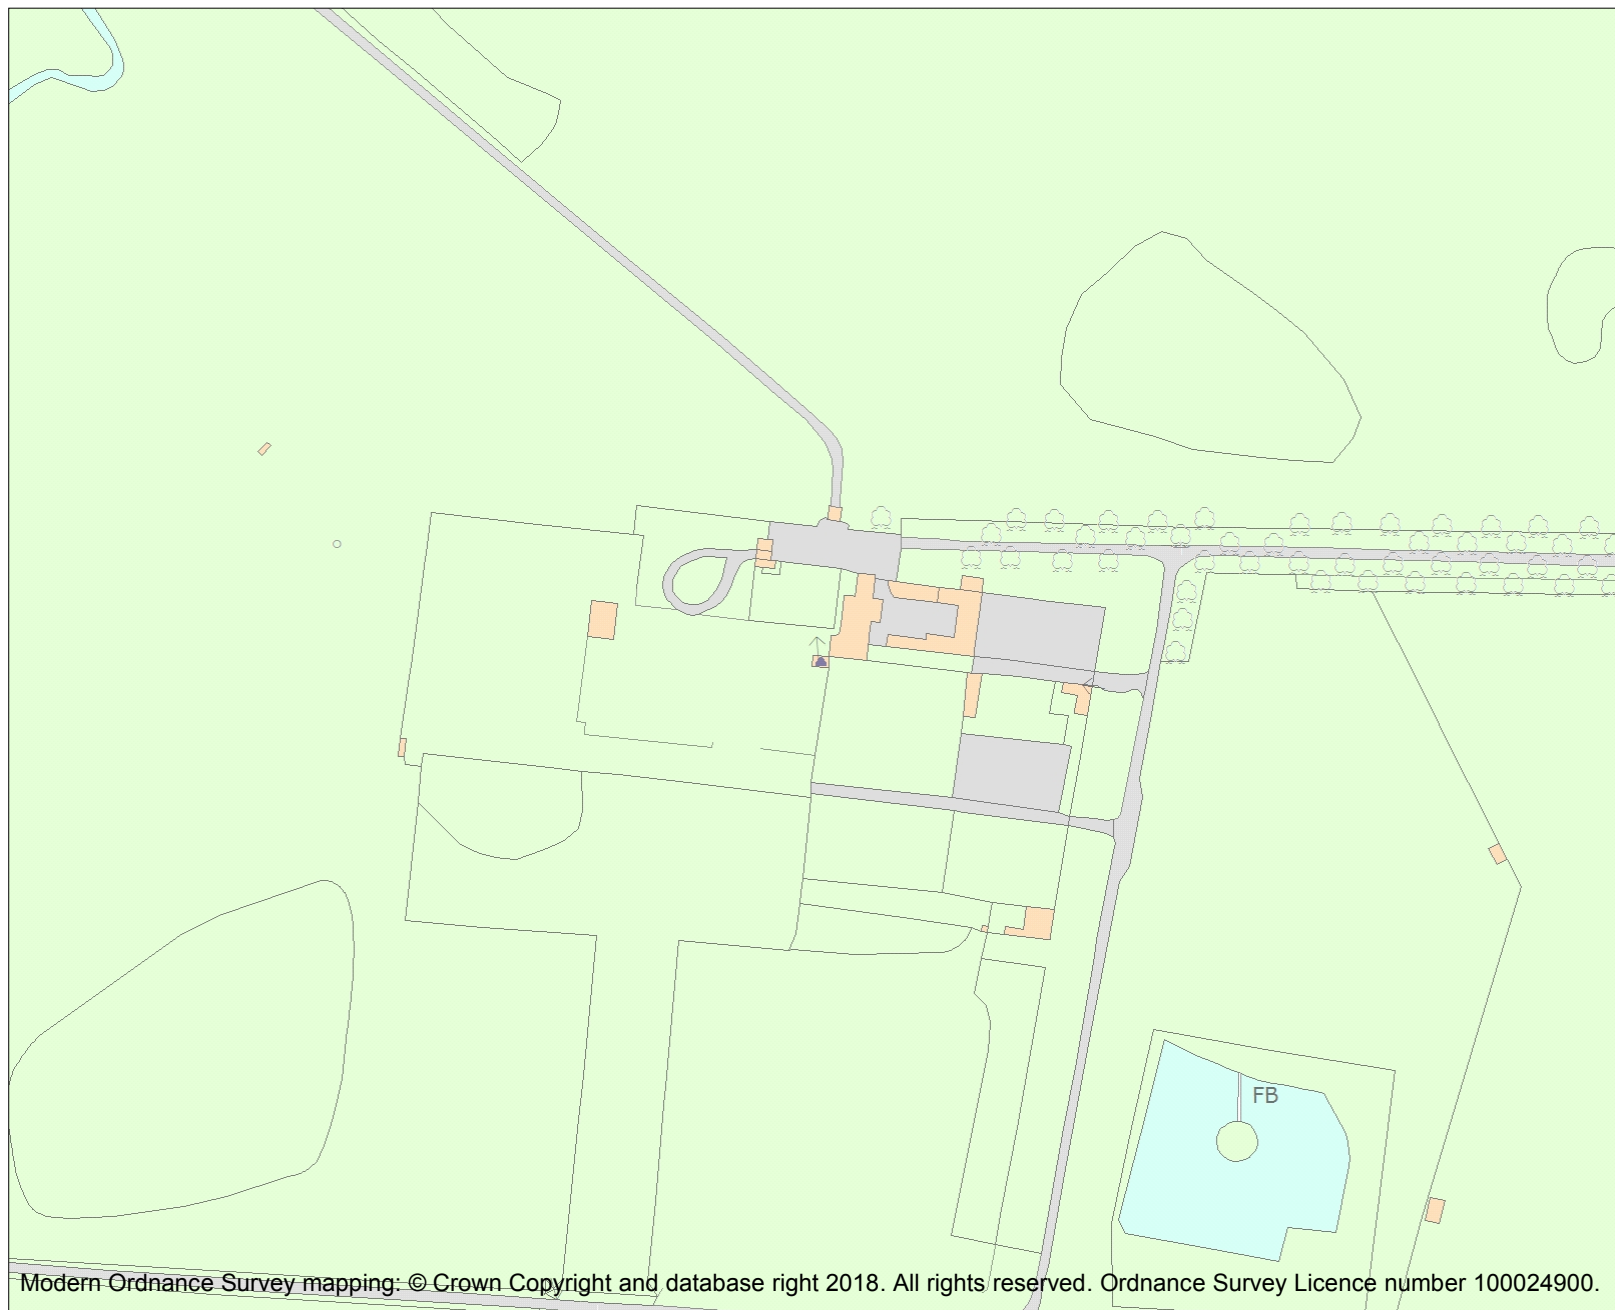 FB
Modern Ordnance Survey mapping: © Crown Copyright and database right 2018. All rights reserved. Ordnance Survey Licence number 100024900.